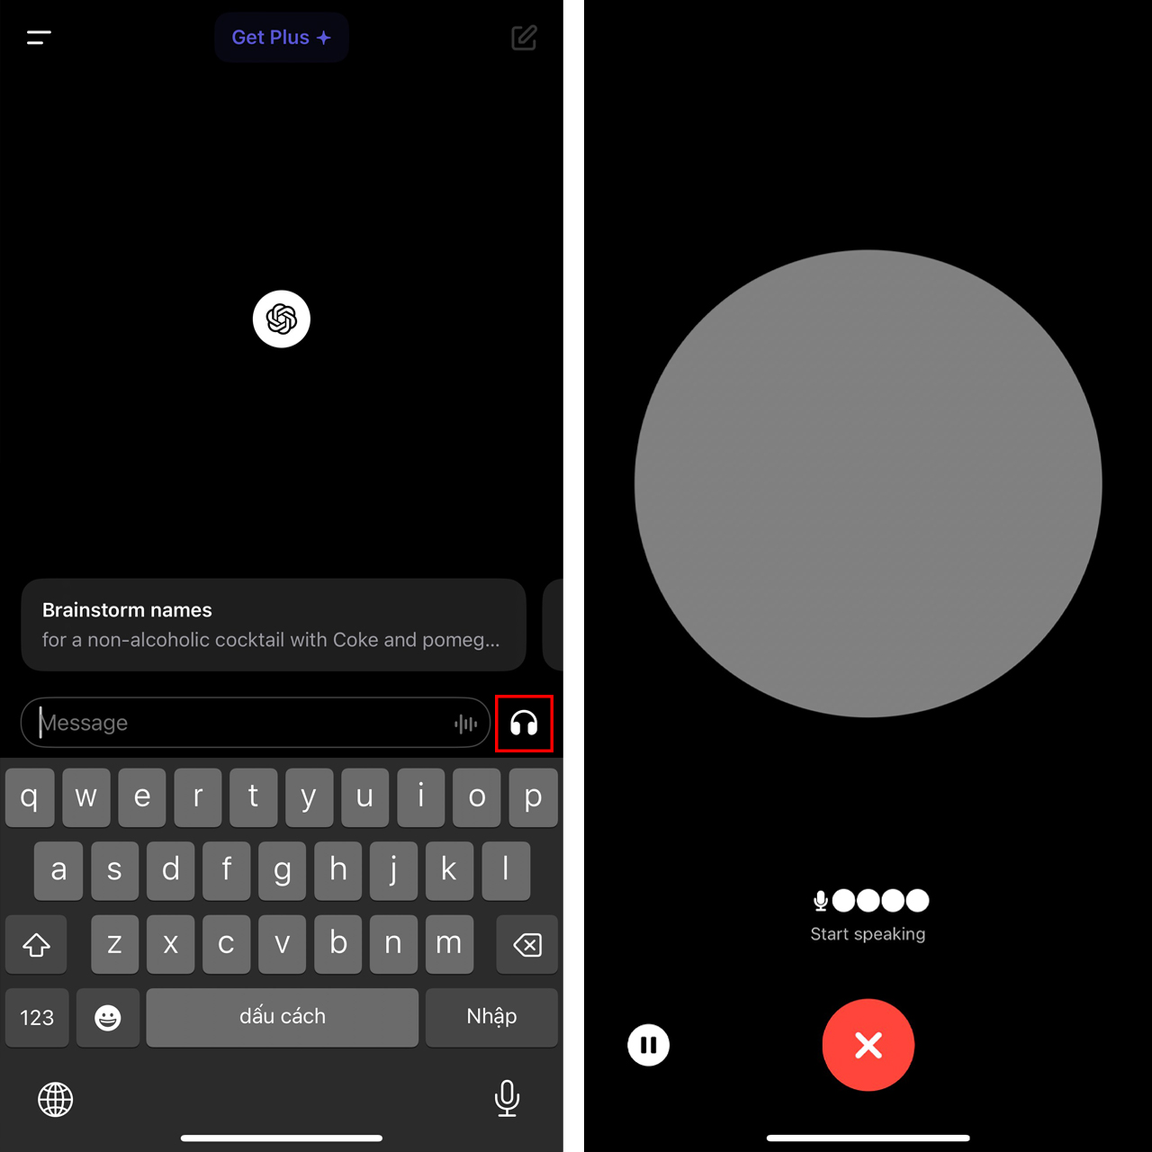 Get Plus
Brainstorm names
for a non-alcoholic cocktail with Coke and pomeg...
Message
q w e r t y u i o p
a s d f g h j k l
z x c v b n m
123 dấu cách Nhập
Start speaking